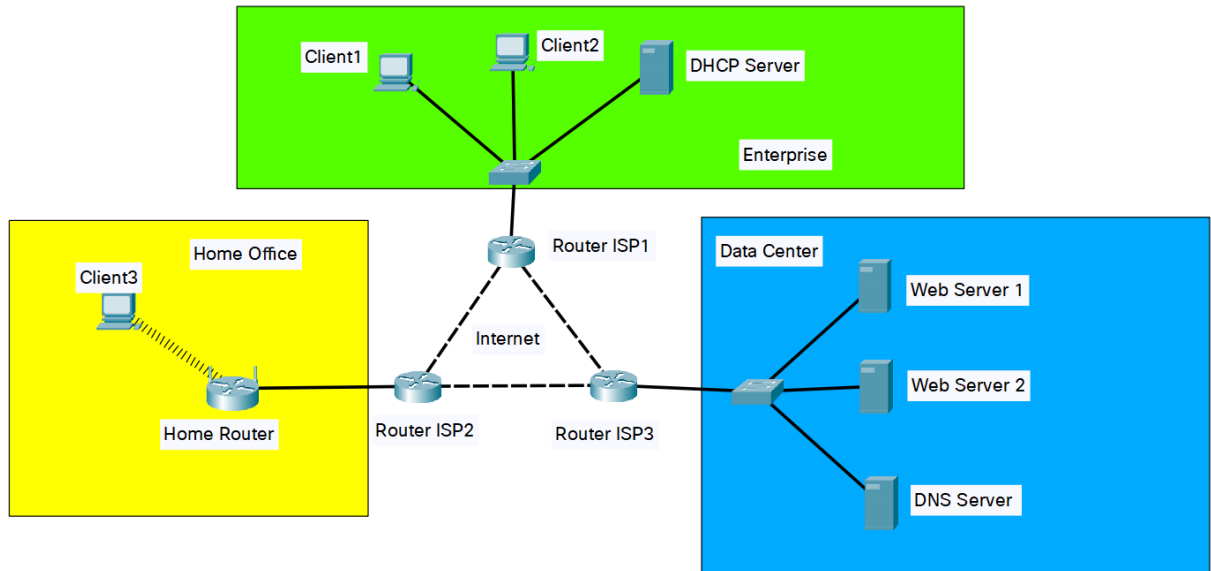 Client1
Client2
DHCP Server
Enterprise
Router ISP1
Home Office
Client3
Data Center
Web Server 1
Internet
Web Server 2
Home Router
Router ISP2
Router ISP3
DNS Server